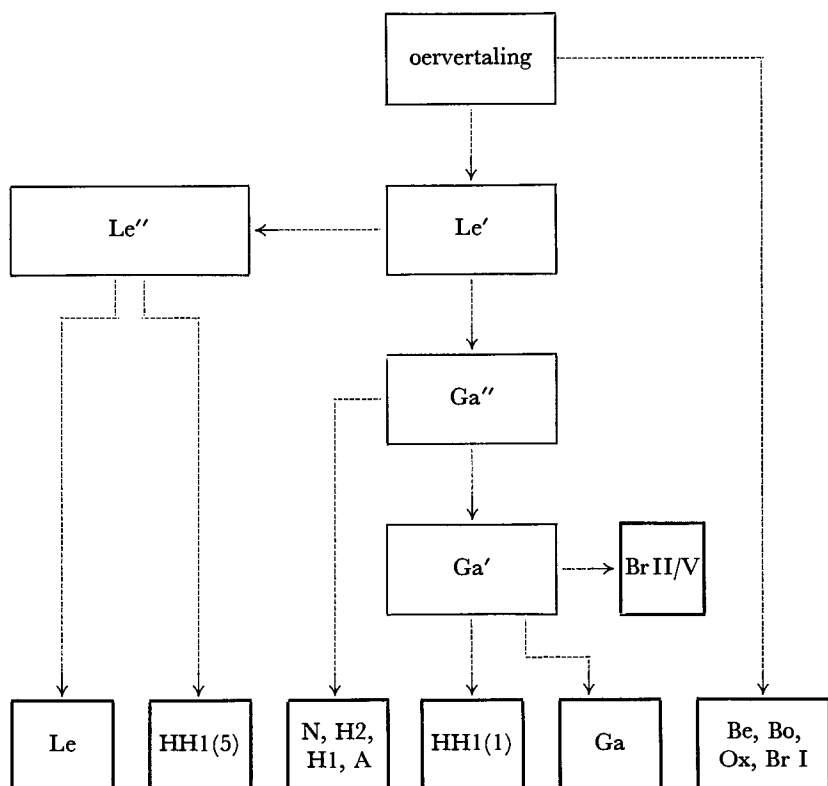 oervertaling
Le′′
Le′
Ga′′
Ga′
Br II/V
Le
HH1(5)
N, H2,
H1, A
HH1(1)
Ga
Be, Bo,
Ox, Br I